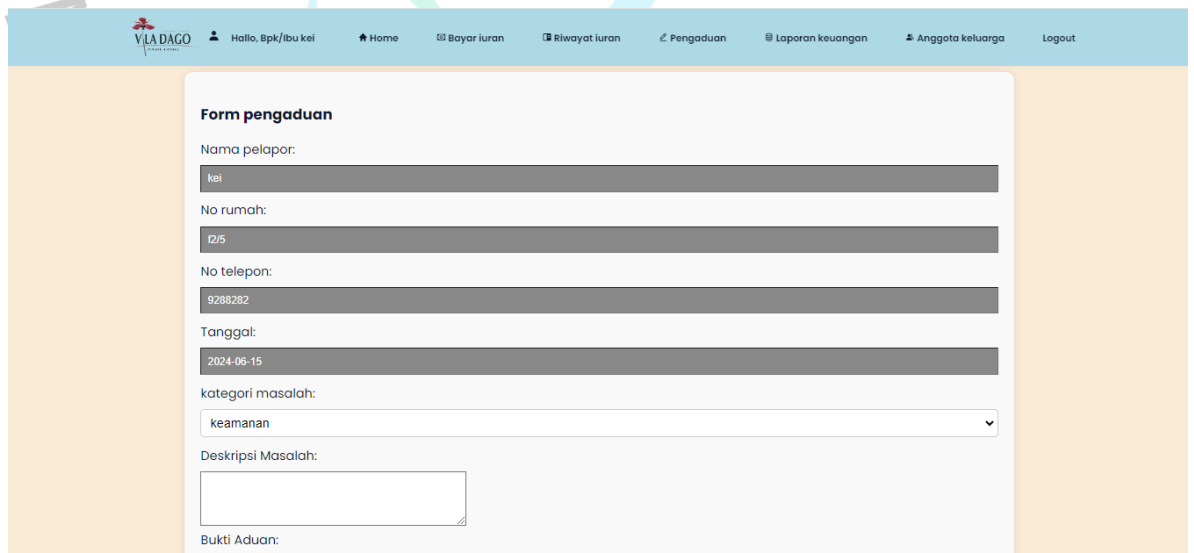 VILA DAGO
Hallo, Bpk/Ibu kei
Home
Bayar iuran
Riwayat iuran
Pengaduan
Laporan keuangan
Anggota keluarga
Logout
Form pengaduan
Nama pelapor:
kei
No rumah:
f2/5
No telepon:
9288282
Tanggal:
2024-06-15
kategori masalah:
keamanan
Deskripsi Masalah:
Bukti Aduan: